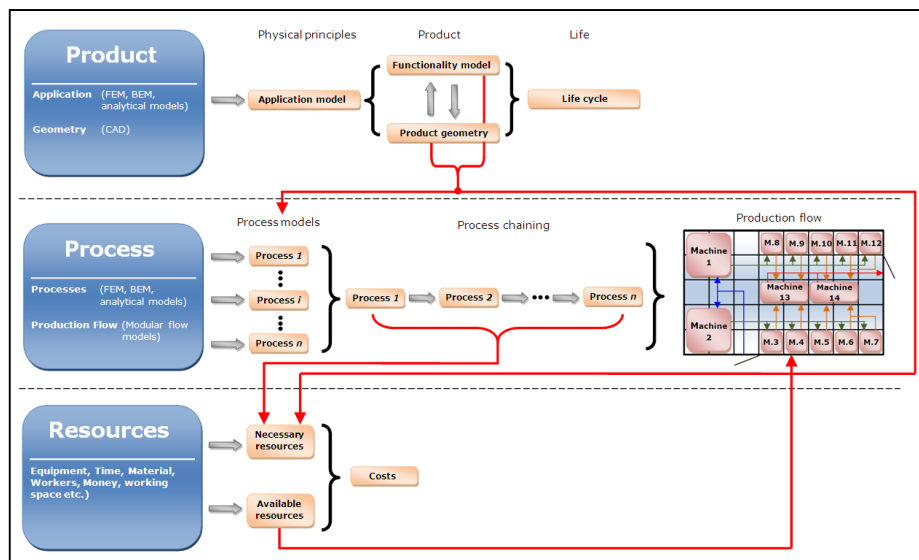 Physical principles
Product
Life
Product
Application (FEM, BEM,
analytical models)
Geometry (CAD)
Application model
Functionality model
Product geometry
Life cycle
Process models
Process chaining
Production flow
Process
Processes (FEM, BEM,
analytical models)
Production Flow (Modular flow
models)
Process 1
Process i
Process n
Process 1
Process 2
Process n
Machine
1
M.8
M.9
M.10
M.11
M.12
Machine
13
Machine
14
Machine
2
M.3
M.4
M.5
M.6
M.7
Resources
Equipment, Time, Material,
Workers, Money, working
space etc.)
Necessary
resources
Available
resources
Costs